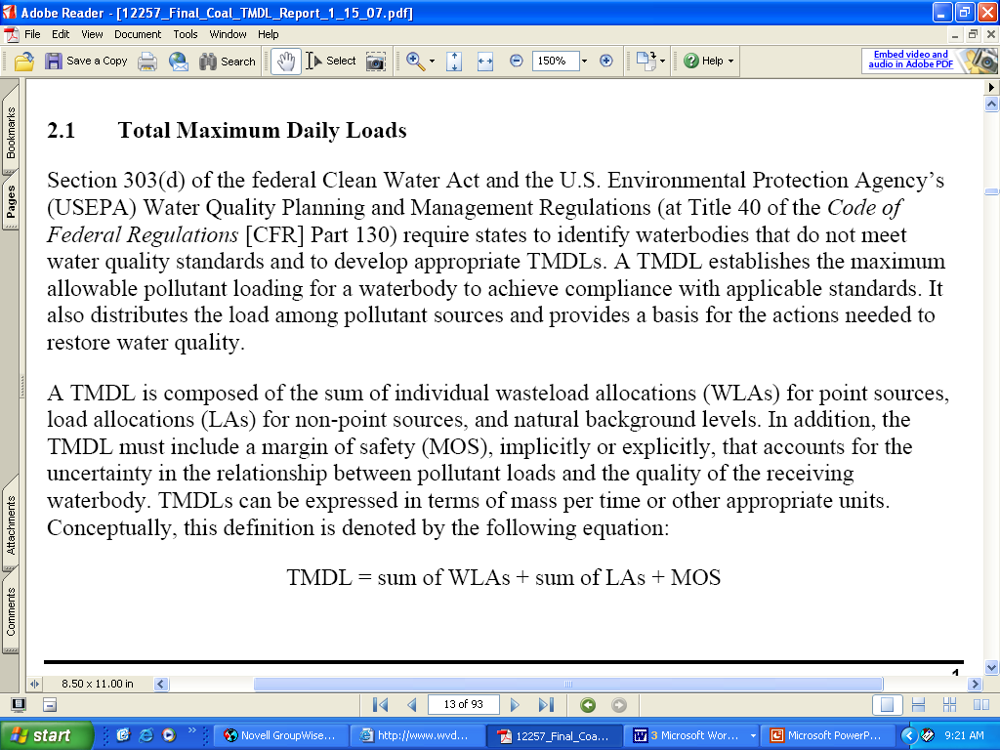 Adobe Reader - [12257_Final_Coal_TMDL_Report_1_15_07.pdf]
File Edit View Document Tools Window Help
Save a Copy Search Select 150% Help
Embed video and
audio in Adobe PDF
Bookmarks
Pages
Attachments
Comments
2.1 Total Maximum Daily Loads
Section 303(d) of the federal Clean Water Act and the U.S. Environmental Protection Agency’s
(USEPA) Water Quality Planning and Management Regulations (at Title 40 of the Code of
Federal Regulations [CFR] Part 130) require states to identify waterbodies that do not meet
water quality standards and to develop appropriate TMDLs. A TMDL establishes the maximum
allowable pollutant loading for a waterbody to achieve compliance with applicable standards. It
also distributes the load among pollutant sources and provides a basis for the actions needed to
restore water quality.
A TMDL is composed of the sum of individual wasteload allocations (WLAs) for point sources,
load allocations (LAs) for non-point sources, and natural background levels. In addition, the
TMDL must include a margin of safety (MOS), implicitly or explicitly, that accounts for the
uncertainty in the relationship between pollutant loads and the quality of the receiving
waterbody. TMDLs can be expressed in terms of mass per time or other appropriate units.
Conceptually, this definition is denoted by the following equation:
TMDL = sum of WLAs + sum of LAs + MOS
8.50 x 11.00 in
13 of 93
start Novell GroupWise... http://www.wvd... 12257_Final_Coa... 3 Microsoft Wor... Microsoft PowerP... 9:21 AM